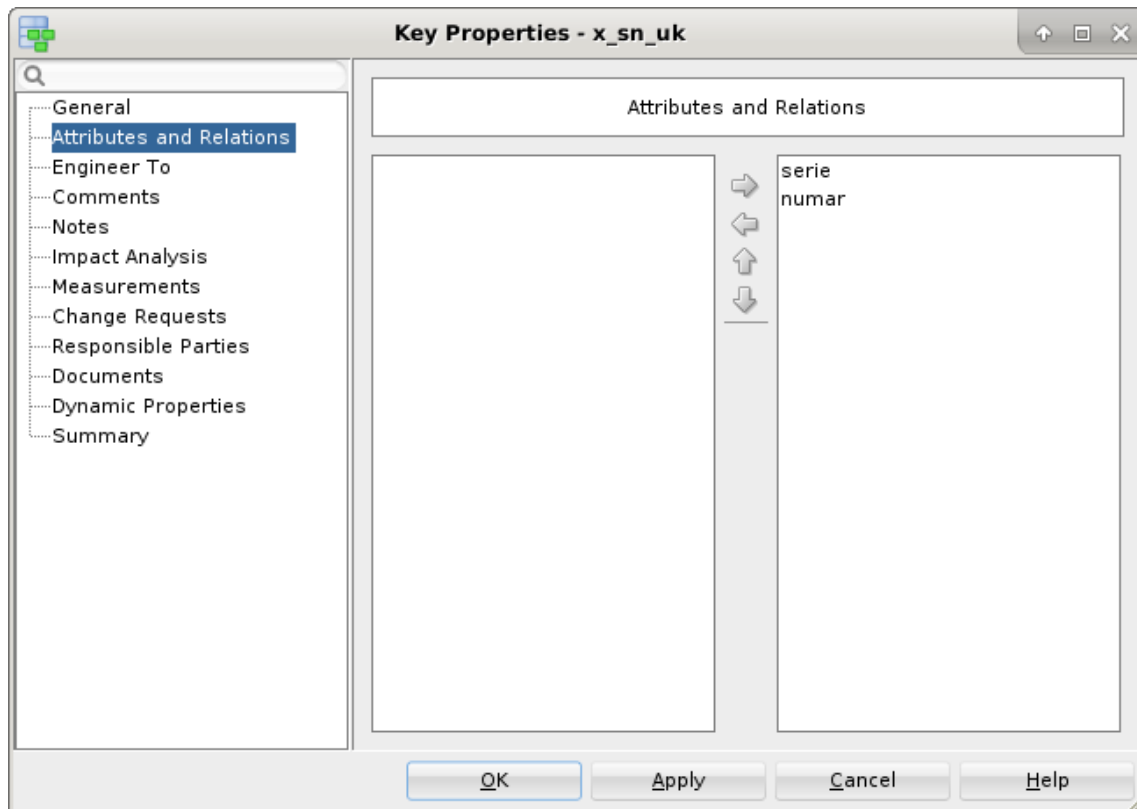 Key Properties - x_sn_uk
General
Attributes and Relations
Engineer To
Comments
Notes
Impact Analysis
Measurements
Change Requests
Responsible Parties
Documents
Dynamic Properties
Summary
Attributes and Relations
serie
numar
OK
Apply
Cancel
Help